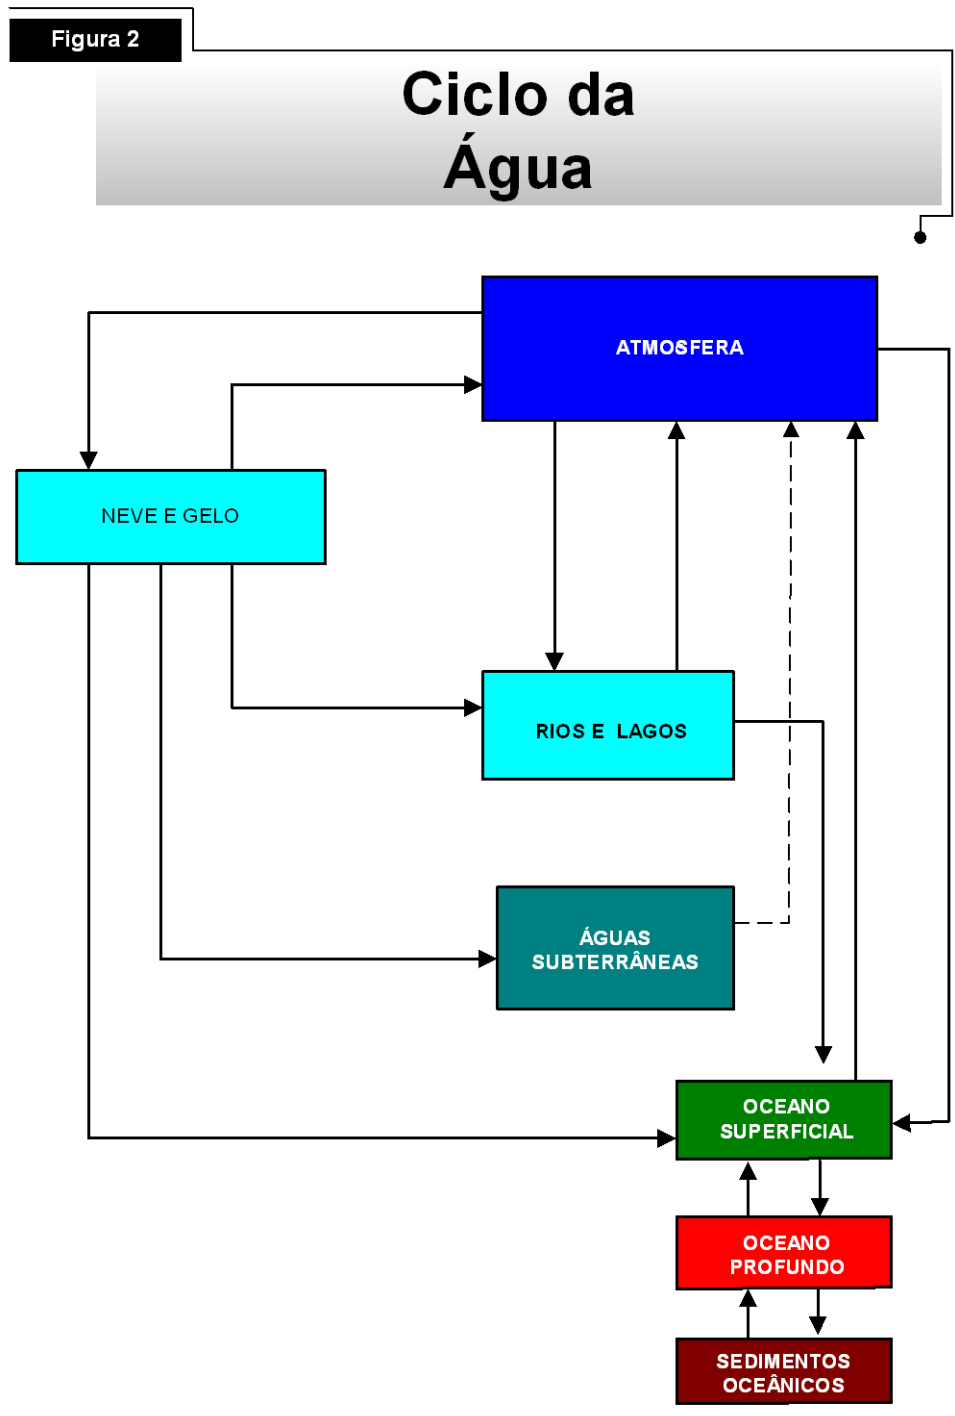 Figura 2
Ciclo da
Água
ATMOSFERA
NEVE E GELO
RIOS E LAGOS
ÁGUAS
SUBTERRÂNEAS
OCEANO
SUPERFICIAL
OCEANO
PROFUNDO
SEDIMENTOS
OCEÂNICOS